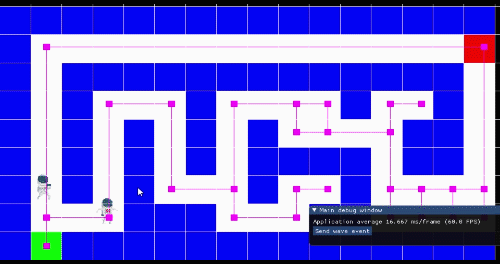 Main debug window
Application average 16.667 ms/frame (60.0 FPS)
Send wave event